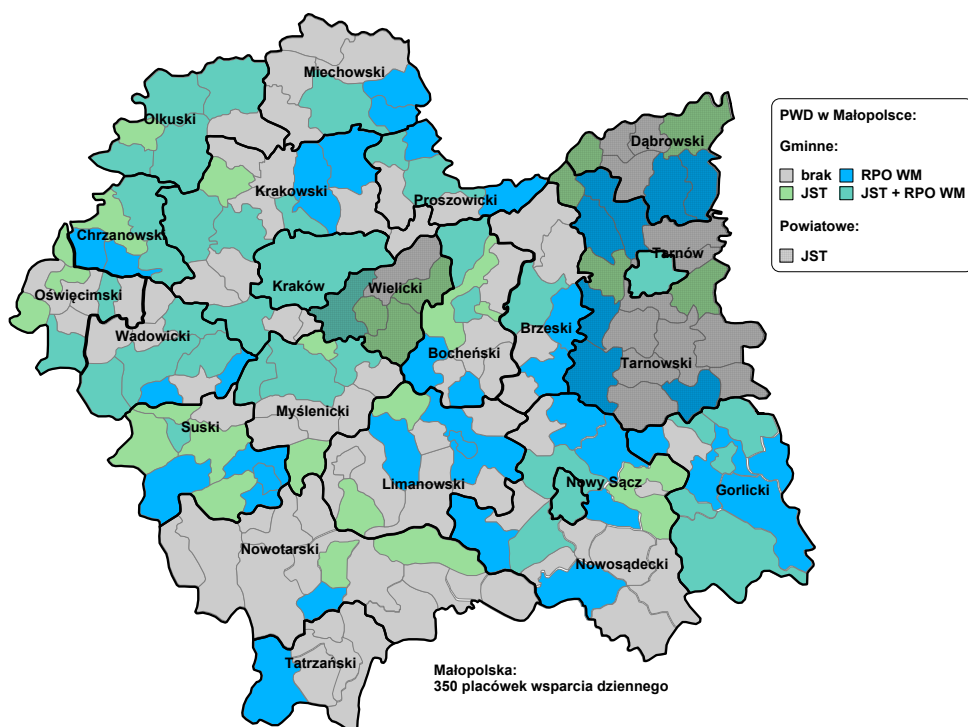 Miechowski
Olkuski
Dąbrowski
Krakowski
Proszowicki
Chrzanowski
Tarnów
Kraków
Wielicki
Oświęcimski
Wadowicki
Brzeski
Bocheński
Tarnowski
Myślenicki
Suski
Limanowski
Nowy Sącz
Gorlicki
Nowotarski
Nowosądecki
Tatrzański
Małopolska:
350 placówek wsparcia dziennego
PWD w Małopolsce:
Gminne:
brak RPO WM
JST JST + RPO WM
Powiatowe:
JST